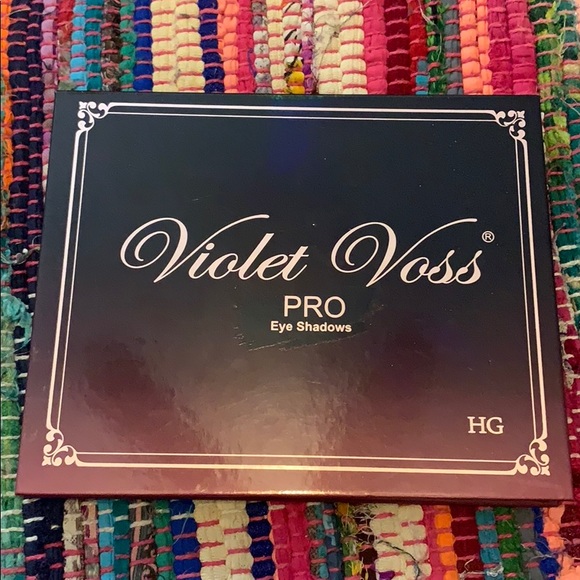 Violet Voss®
PRO
Eye Shadows
HG